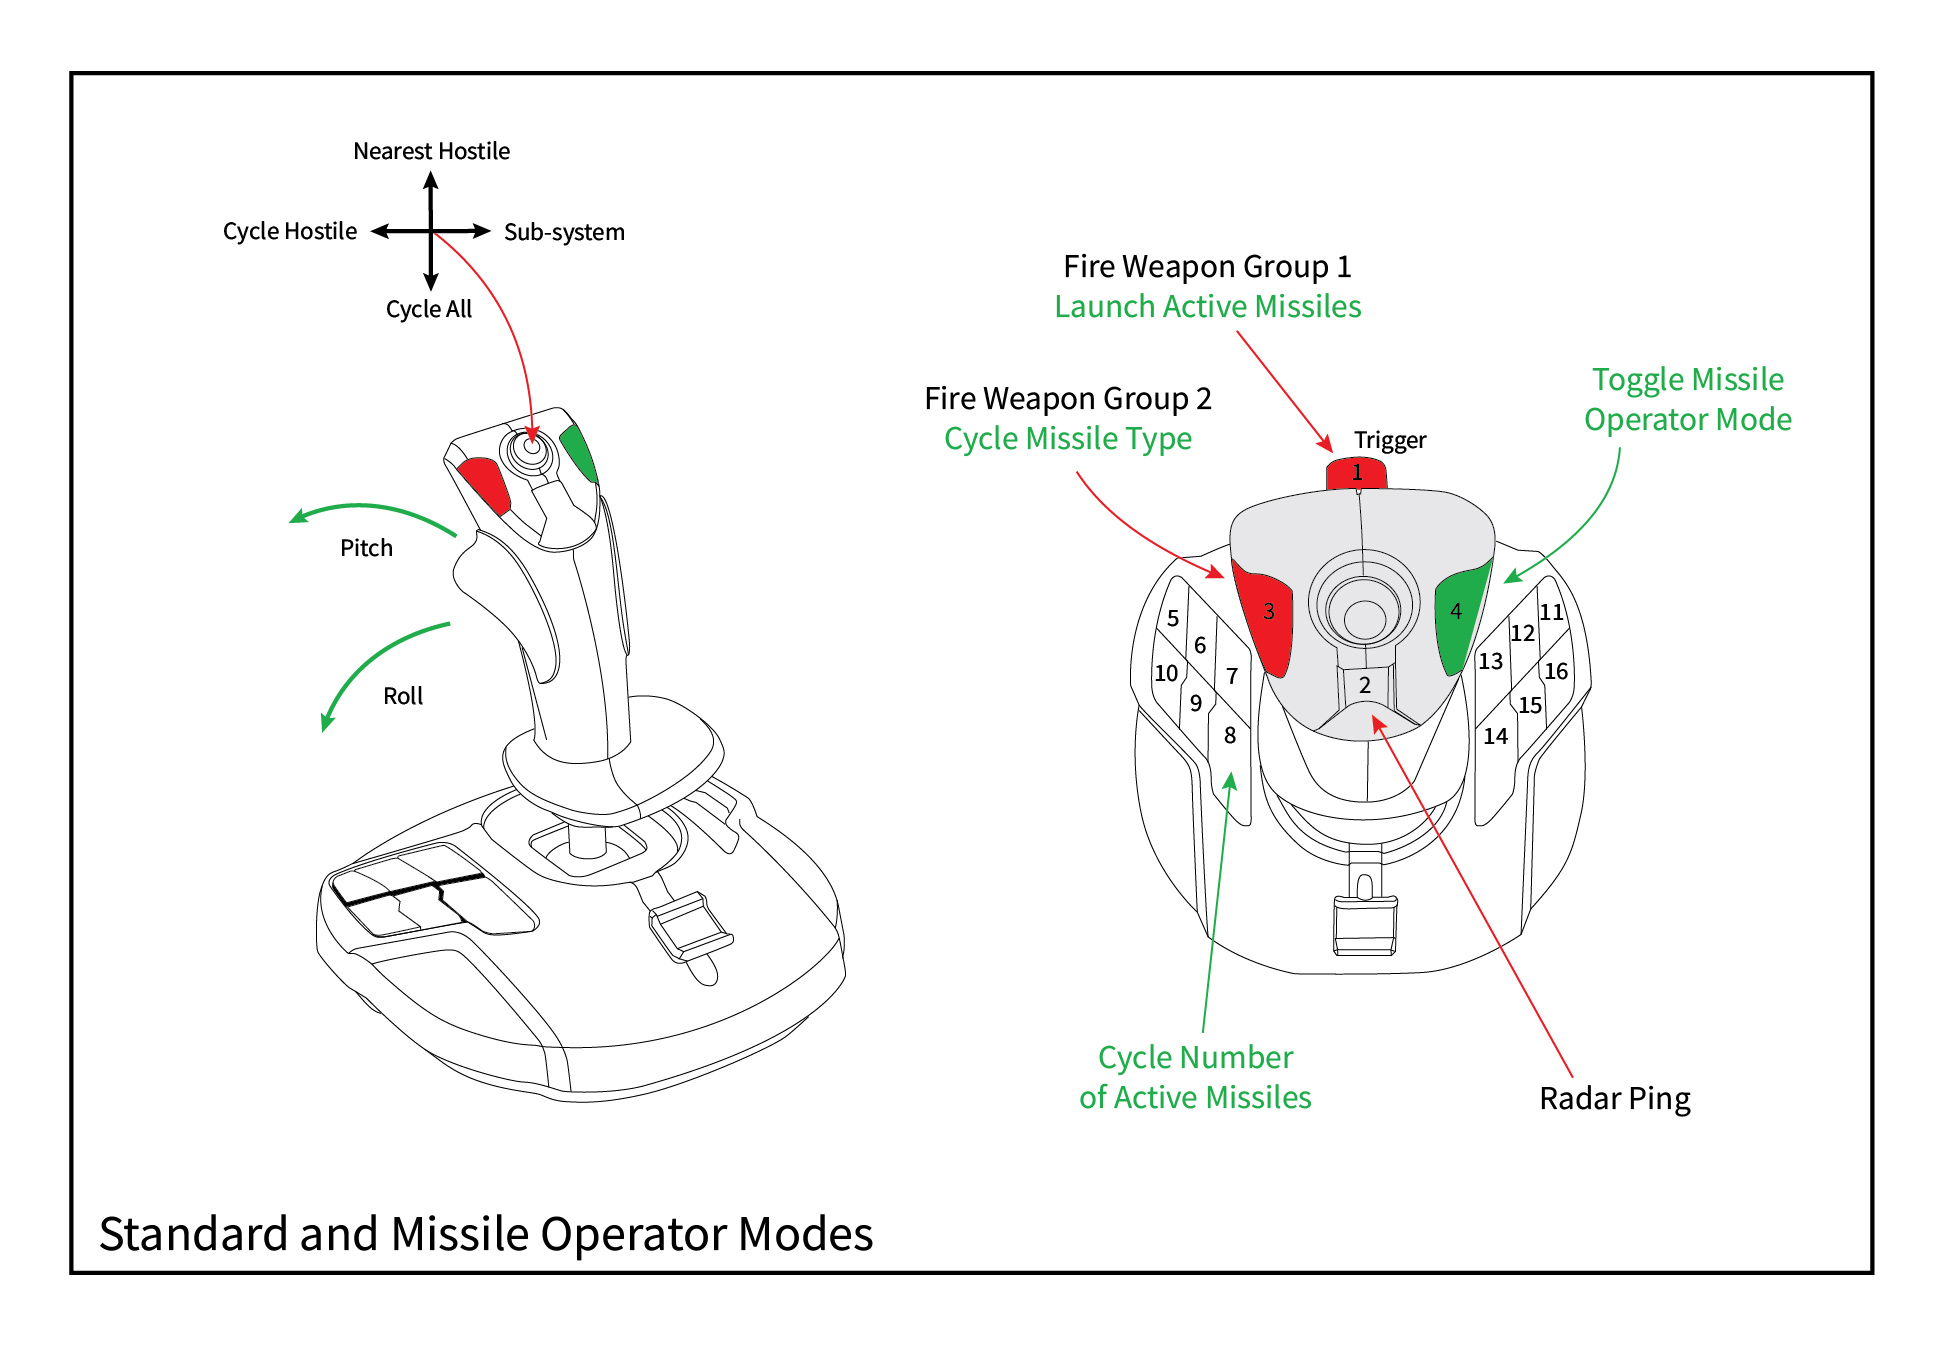 Nearest Hostile
Cycle Hostile
Sub-system
Cycle All
Pitch
Roll
Fire Weapon Group 1
Launch Active Missiles
Fire Weapon Group 2
Cycle Missile Type
Toggle Missile
Operator Mode
Trigger
1
3
4
2
5
6
7
10
9
8
11
12
13
16
15
14
Cycle Number
of Active Missiles
Radar Ping
Standard and Missile Operator Modes